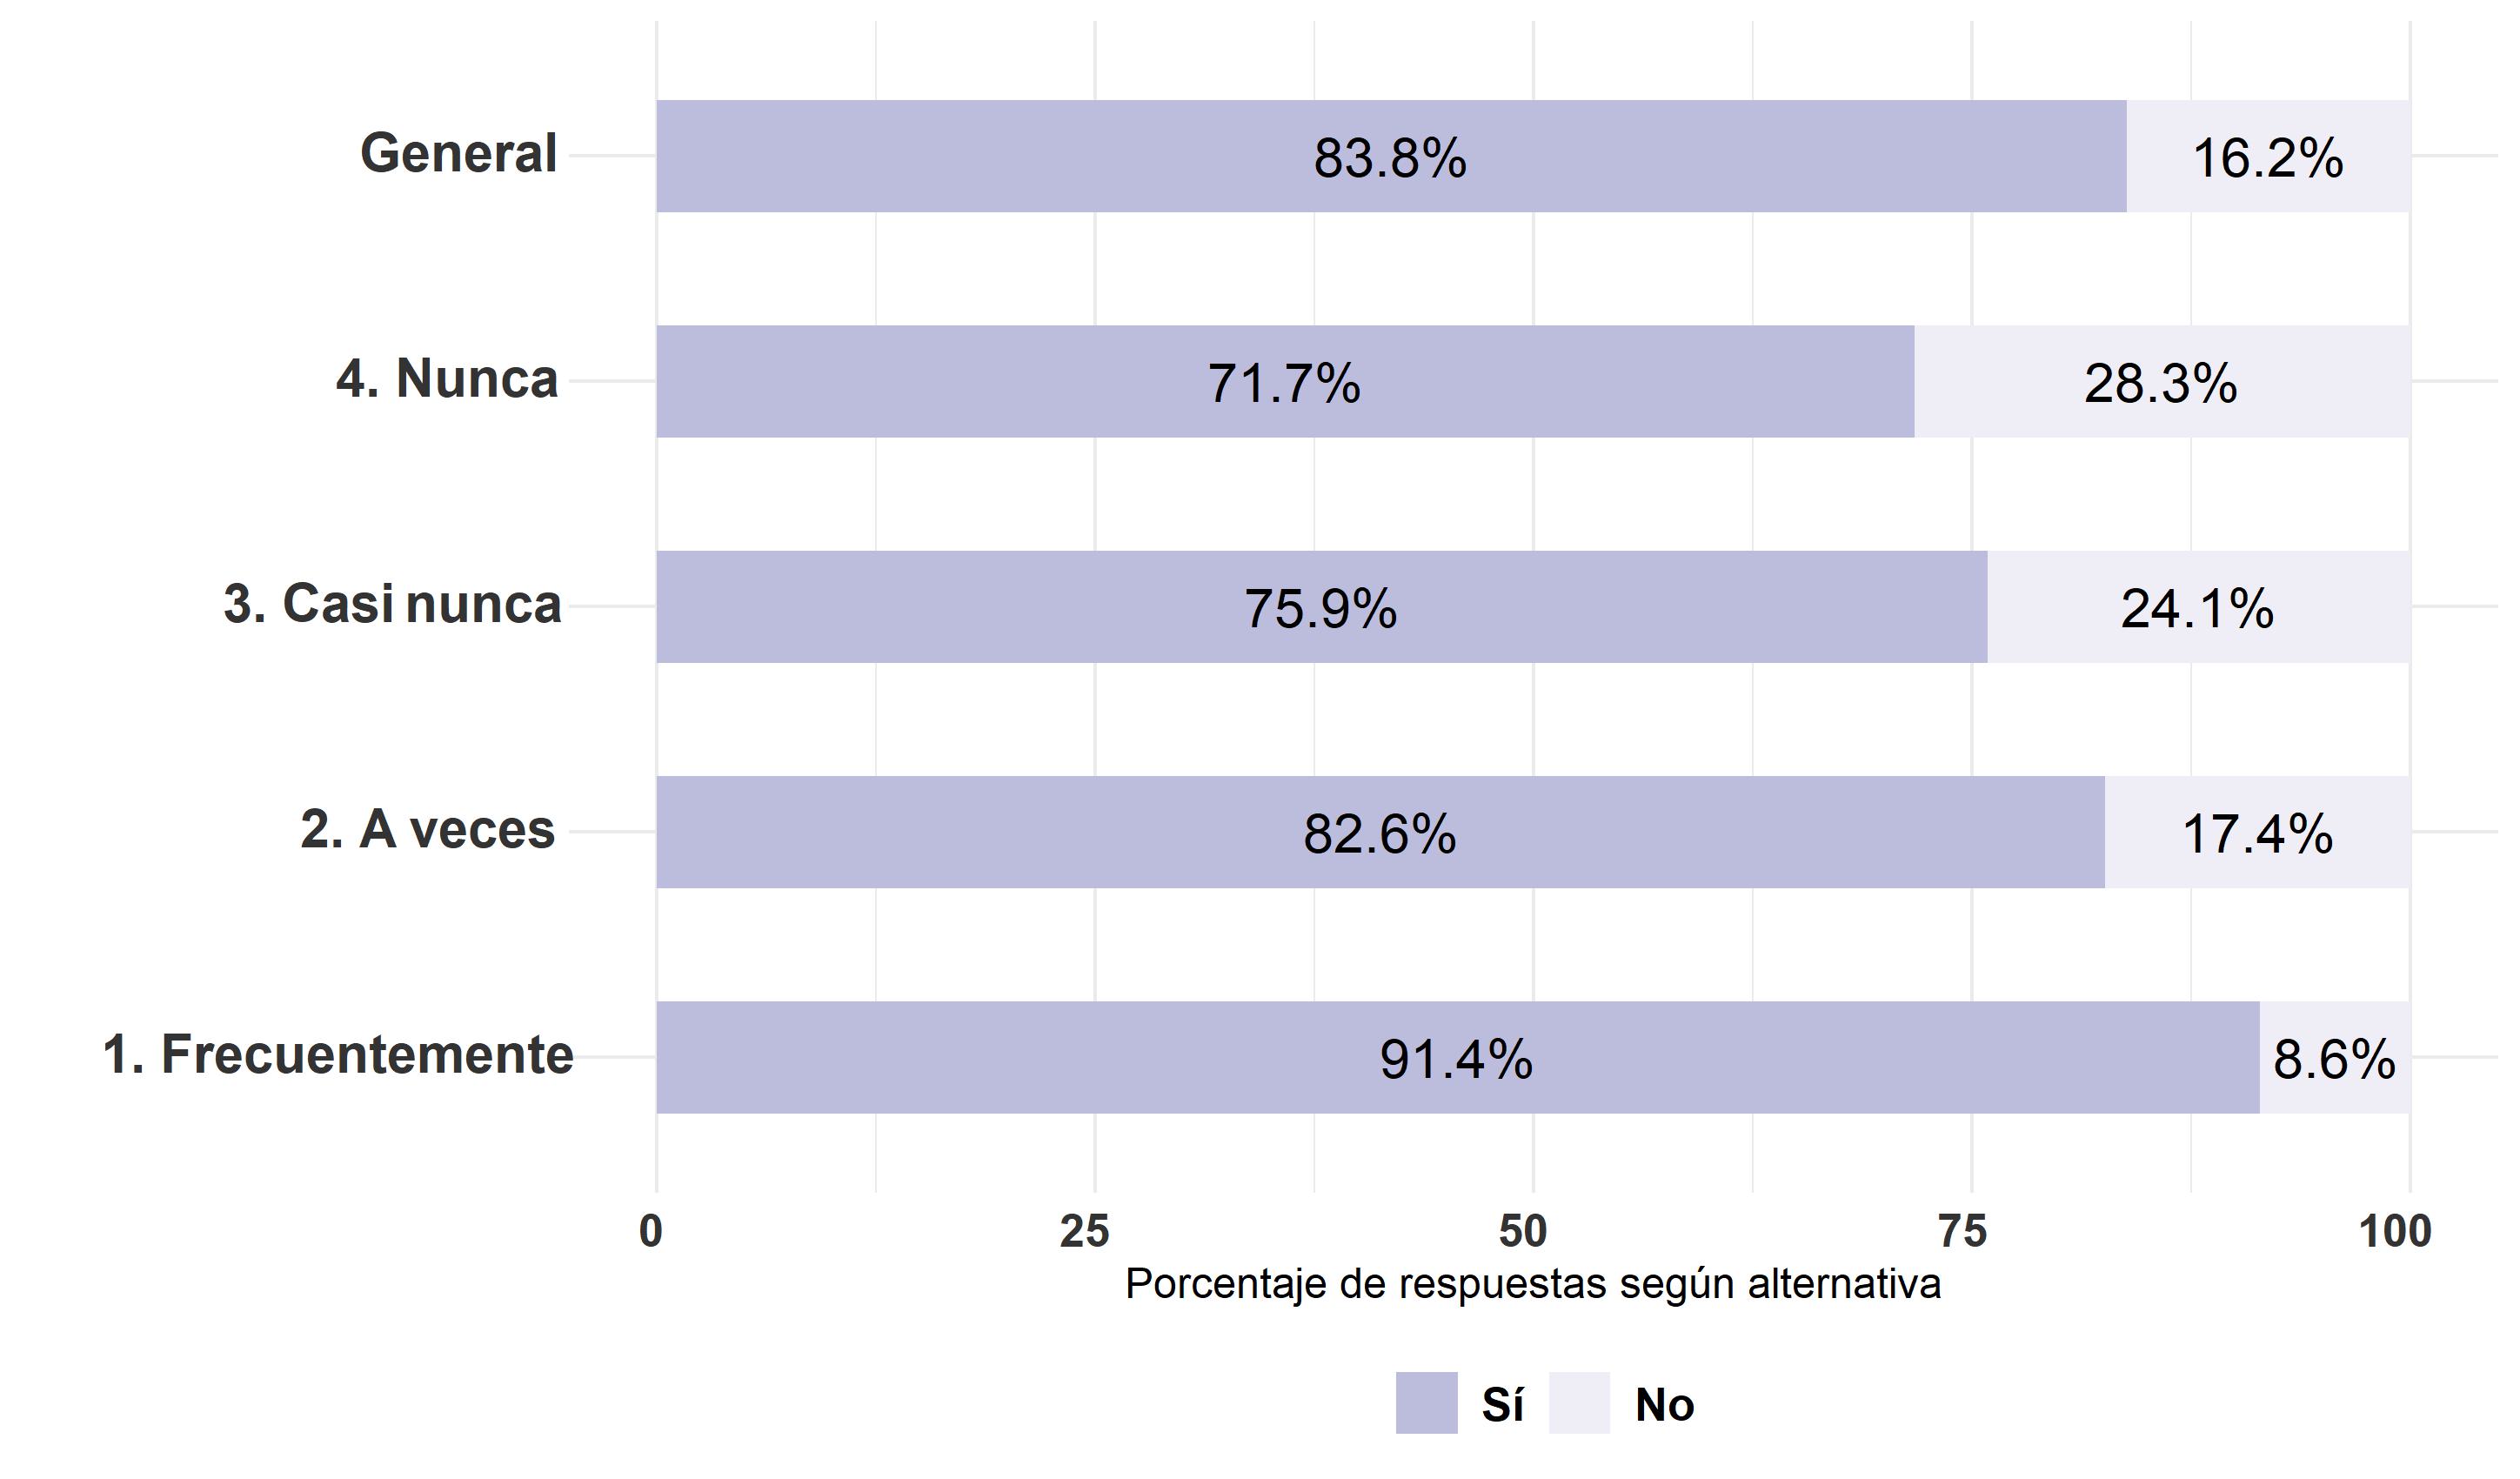 General 83.8% 16.2%
4. Nunca 71.7% 28.3%
3. Casi nunca 75.9% 24.1%
2. A veces 82.6% 17.4%
1. Frecuentemente 91.4% 8.6%
0 25 50 75 100
Porcentaje de respuestas según alternativa
Sí No